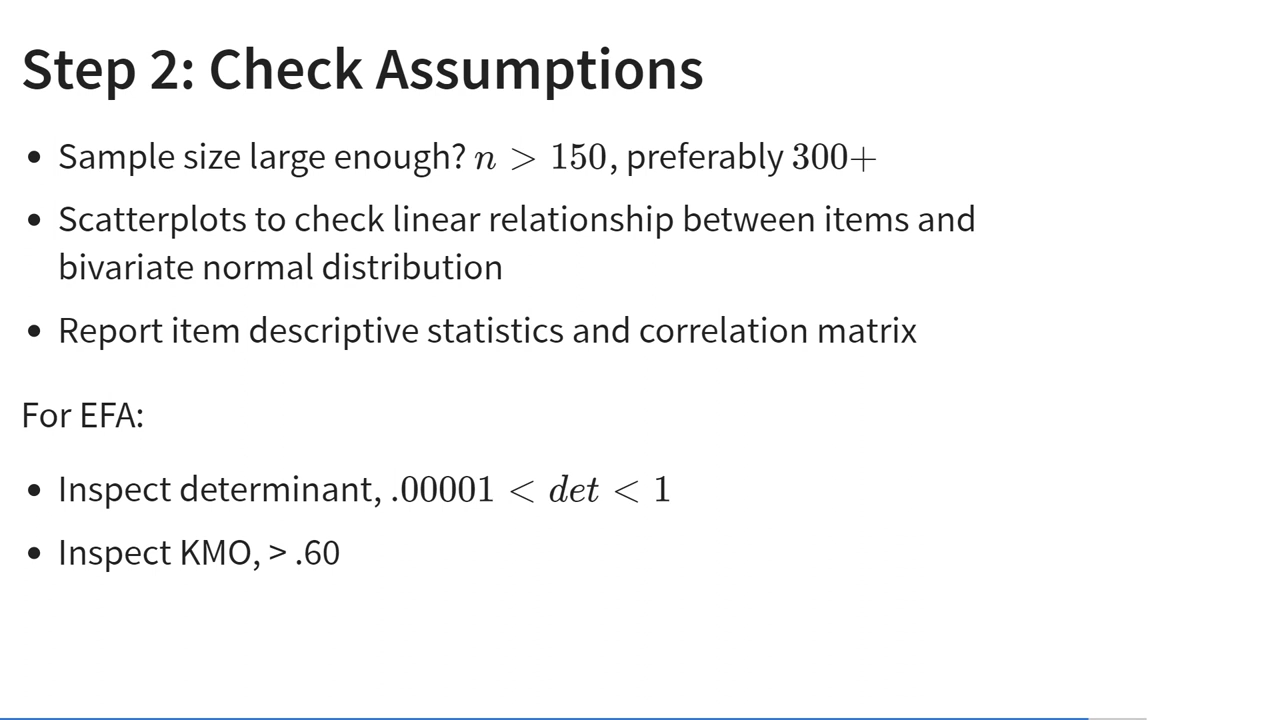 Step 2: Check Assumptions
• Sample size large enough? n > 150, preferably 300+
• Scatterplots to check linear relationship between items and
bivariate normal distribution
• Report item descriptive statistics and correlation matrix
For EFA:
• Inspect determinant, .00001 < det < 1
• Inspect KMO, > .60